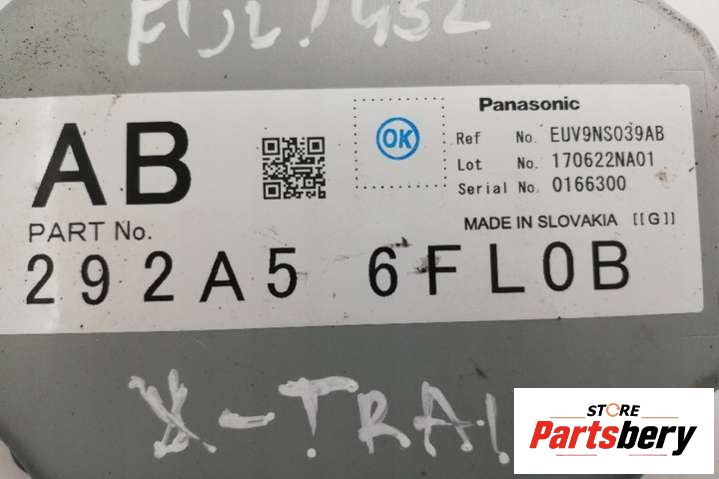 AB
OK
Panasonic
Ref No. EUV9NS039AB
Lot No. 170622NA01
Serial No. 0166300
MADE IN SLOVAKIA [[G]]
PART No.
292A5 6FL0B
X-TRAI
STORE
Partsbery